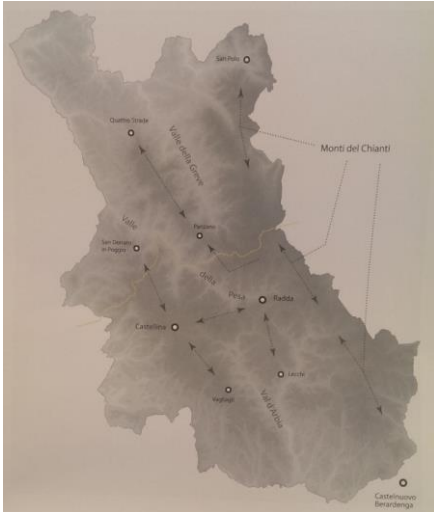 San Polo
Quattro Strade
Valle della Greve
Monti del Chianti
Valle
Panzano
San Donato
in Poggio
della
Pesa
Radda
Castellina
Lecchi
Vagliagli
Val d'Arbia
Castelnuovo
Berardenga